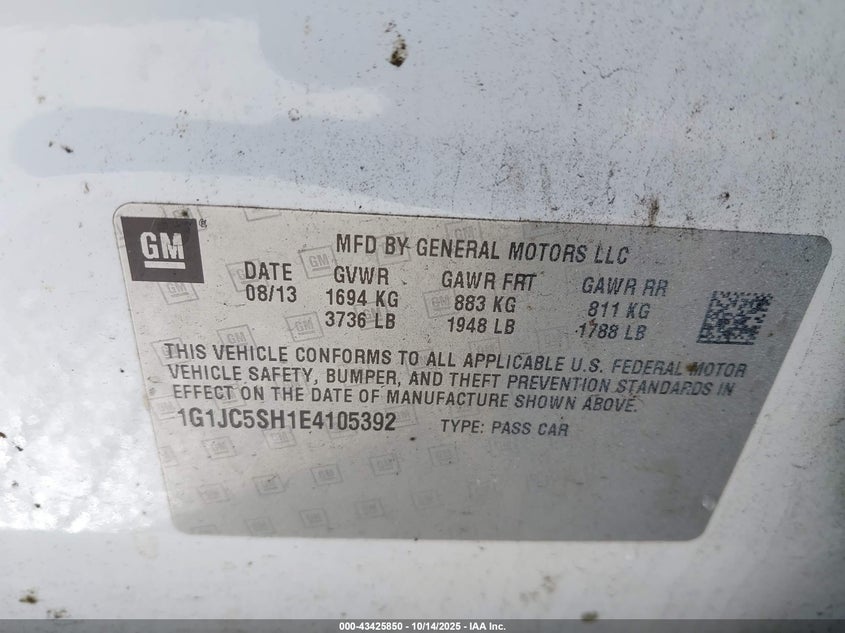 GM ®
MFD BY GENERAL MOTORS LLC
DATE GVWR GAWR FRT GAWR RR
08/13 1694 KG 883 KG 811 KG
3736 LB 1948 LB 1788 LB
THIS VEHICLE CONFORMS TO ALL APPLICABLE U.S. FEDERAL MOTOR
VEHICLE SAFETY, BUMPER, AND THEFT PREVENTION STANDARDS IN
EFFECT ON THE DATE OF MANUFACTURE SHOWN ABOVE.
1G1JC5SH1E4105392 TYPE: PASS CAR
000-43425850 | 10/14/2025 - IAA Inc.